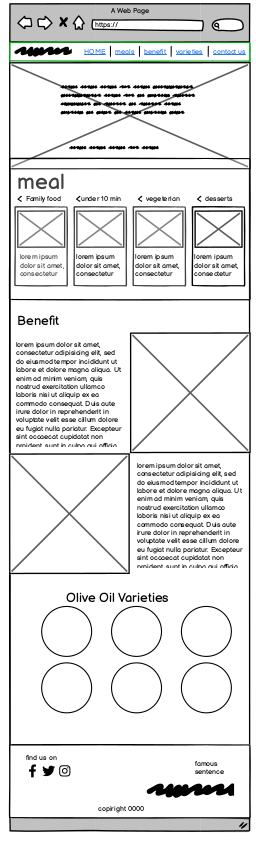 A Web Page
https://
HOME | meals | benefit | varieties | contact us
meal
Family food
under 10 min
vegeterian
desserts
lorem ipsum
dolor sit amet,
consectetur
lorem ipsum
dolor sit amet,
consectetur
lorem ipsum
dolor sit amet,
consectetur
lorem ipsum
dolor sit amet,
consectetur
Benefit
lorem ipsum dolor sit amet,
consectetur adipisicing elit, sed
do eiusmod tempor incididunt
ut labore et dolore magna
aliqua. Ut enim ad minim veniam, quis
nostrud exercitation ullamco
laboris nisi ut aliquip ex ea
commodo consequat. Duis aute
irure dolor in reprehenderit in
voluptate velit esse cillum dolore
eu fugiat nulla pariatur. Excepteur
sint occaecat cupidatat non
proident sunt in culpa qui officia
lorem ipsum dolor sit amet,
consectetur adipisicing elit, sed
do eiusmod tempor incididunt
ut labore et dolore magna aliqua. Ut
enim ad minim veniam, quis
nostrud exercitation ullamco
laboris nisi ut aliquip ex ea
commodo consequat. Duis aute
irure dolor in reprehenderit in
voluptate velit esse cillum dolore
eu fugiat nulla pariatur. Excepteur
sint occaecat cupidatat non
proident sunt in culpa qui officia
Olive Oil Varieties
find us on
famous
sentence
copiright 0000